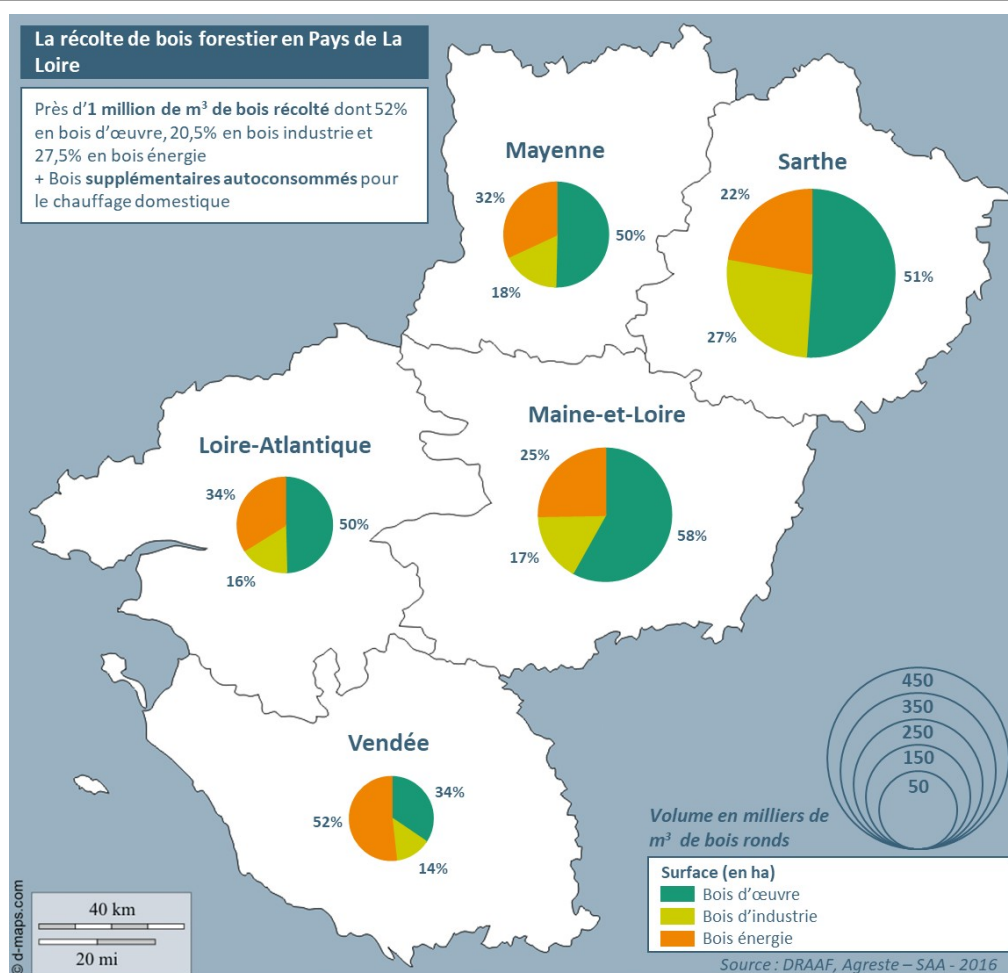 La récolte de bois forestier en Pays de La
Loire
Près d'1 million de m³ de bois récolté dont 52%
en bois d'œuvre, 20,5% en bois industrie et
27,5% en bois énergie
+ Bois supplémentaires autoconsommés pour
le chauffage domestique
Mayenne
32%
50%
18%
Sarthe
22%
51%
27%
Loire-Atlantique
34%
50%
16%
Maine-et-Loire
25%
58%
17%
Vendée
34%
52%
14%
450
350
250
150
50
Volume en milliers de
m³ de bois ronds
Surface (en ha)
Bois d'œuvre
Bois d'industrie
Bois énergie
Source : DRAAF, Agreste – SAA - 2016
40 km
20 mi
© d-maps.com